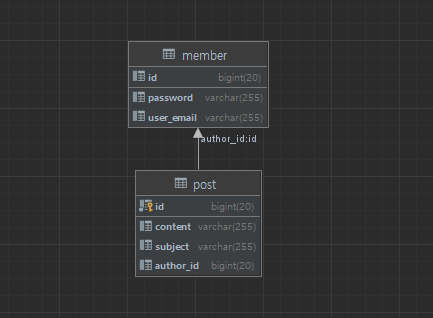 member
id bigint(20)
password varchar(255)
user_email varchar(255)
author_id:id
post
id bigint(20)
content varchar(255)
subject varchar(255)
author_id bigint(20)